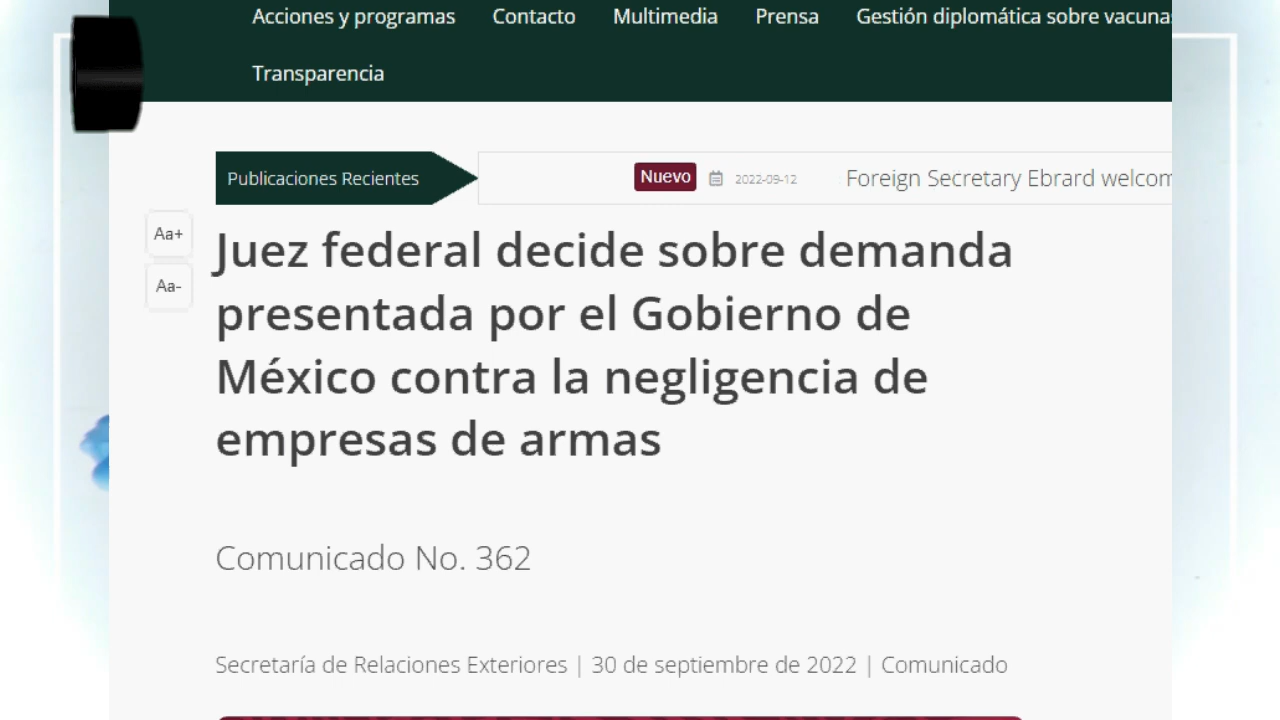 Acciones y programas Contacto Multimedia Prensa Gestión diplomática sobre vacunas
Transparencia
Publicaciones Recientes Nuevo 2022-09-12 Foreign Secretary Ebrard welcom
Aa+
Aa-
Juez federal decide sobre demanda
presentada por el Gobierno de
México contra la negligencia de
empresas de armas
Comunicado No. 362
Secretaría de Relaciones Exteriores | 30 de septiembre de 2022 | Comunicado